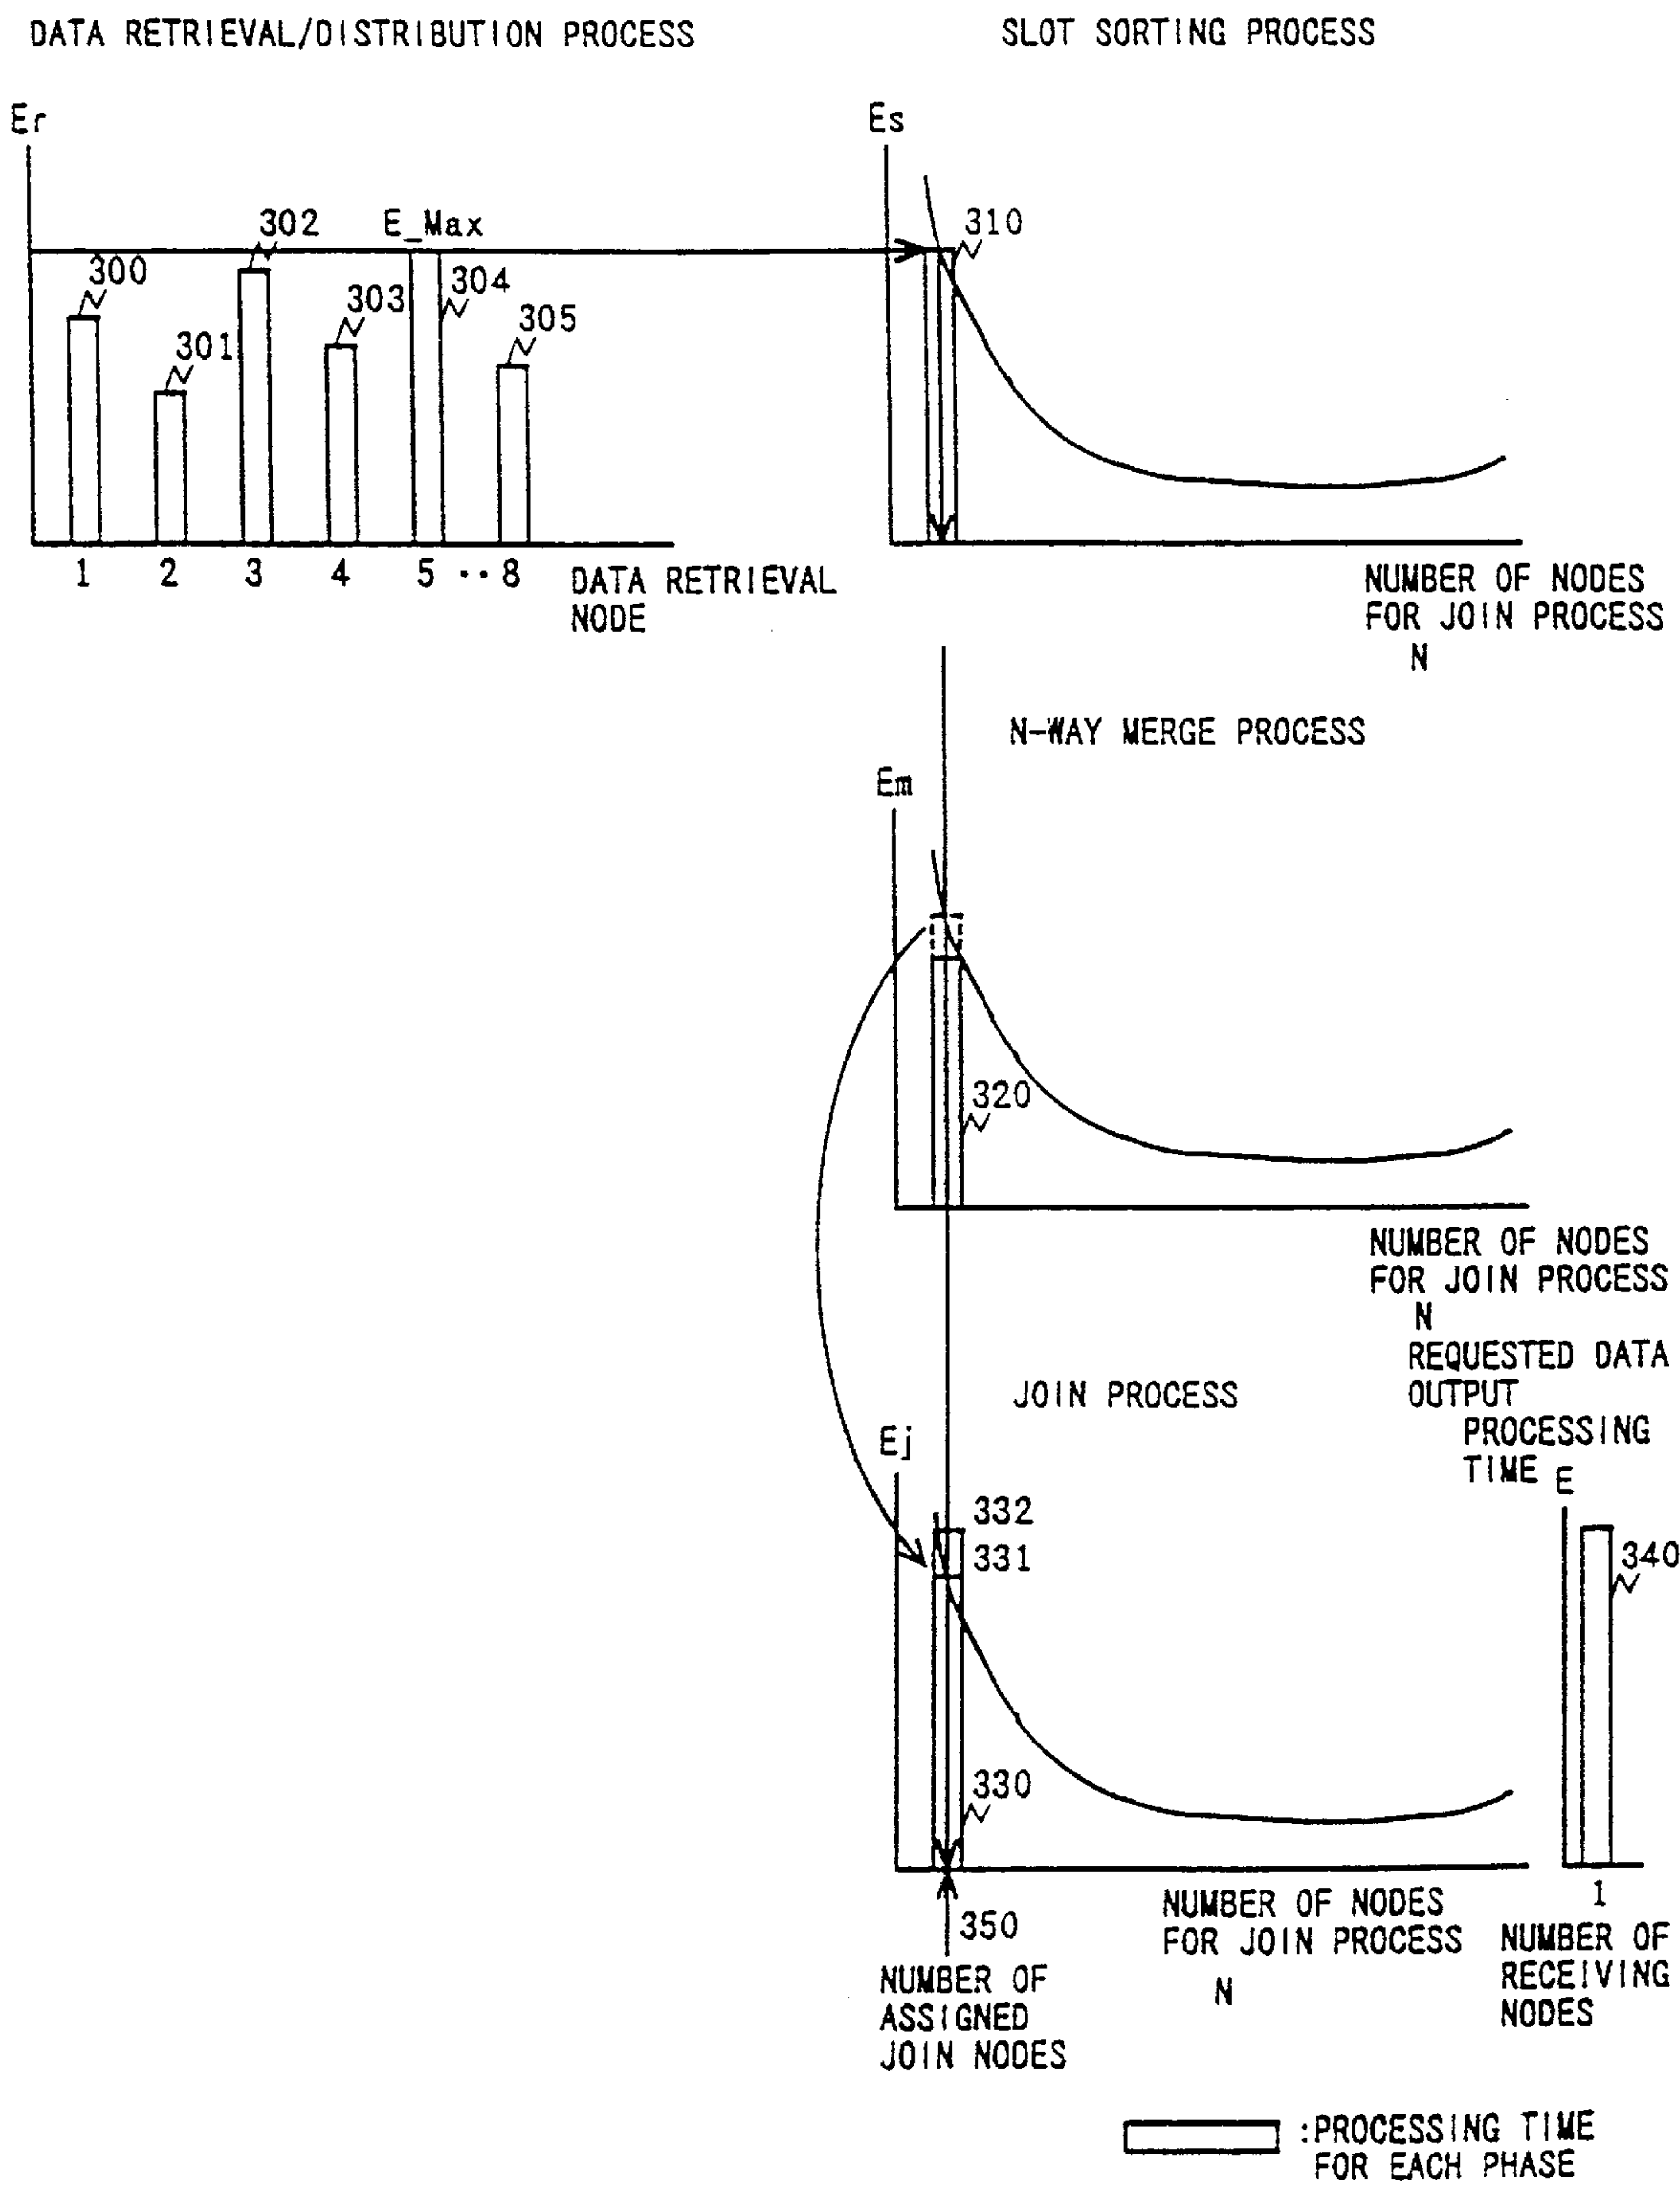 DATA RETRIEVAL/DISTRIBUTION PROCESS
SLOT SORTING PROCESS
Er
Es
300
301
302
E_Max
303
304
305
310
1 2 3 4 5 ·· 8
DATA RETRIEVAL
NODE
NUMBER OF NODES
FOR JOIN PROCESS
N
N-WAY MERGE PROCESS
Em
320
NUMBER OF NODES
FOR JOIN PROCESS
N
JOIN PROCESS
Ej
332
331
330
REQUESTED DATA
OUTPUT
PROCESSING
TIME
E
340
1
350
NUMBER OF
ASSIGNED
JOIN NODES
NUMBER OF NODES
FOR JOIN PROCESS
N
NUMBER OF
RECEIVING
NODES
:PROCESSING TIME
FOR EACH PHASE